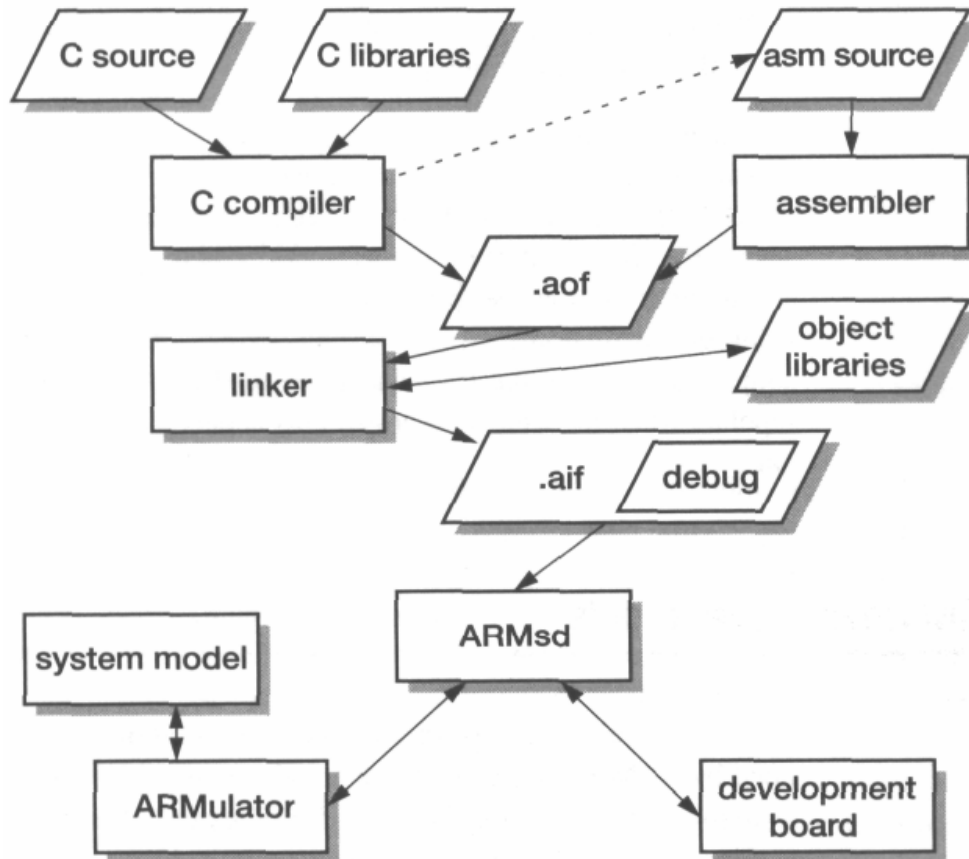 C source
C libraries
asm source
C compiler
assembler
.aof
object
libraries
linker
.aif
debug
ARMsd
system model
ARMulator
development
board